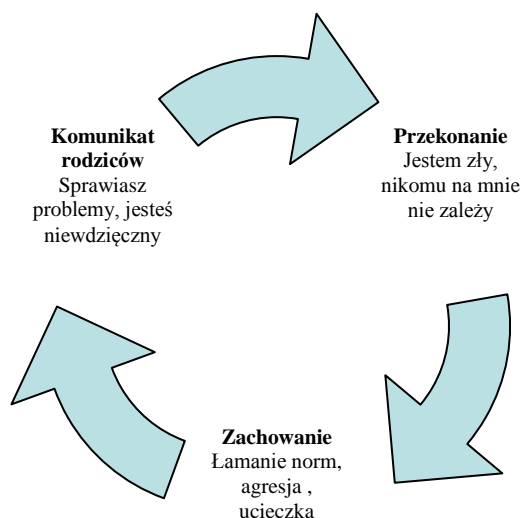 Komunikat
rodziców
Sprawiasz
problemy, jesteś
niewdzięczny
Przekonanie
Jestem zły,
nikomu na mnie
nie zależy
Zachowanie
Łamanie norm,
agresja ,
ucieczka